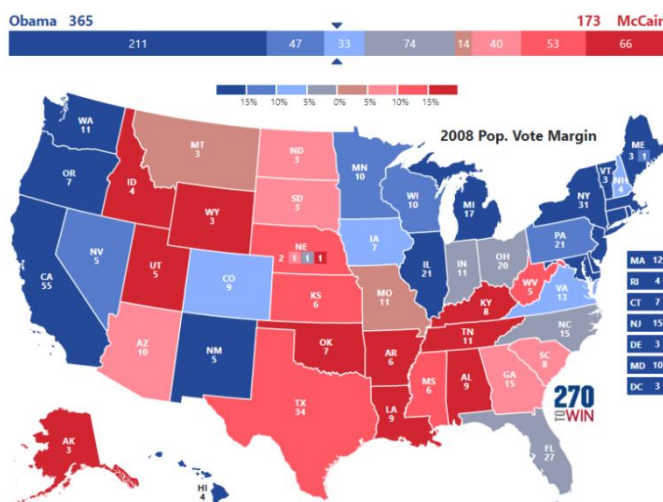 Obama 365
173 McCain
211 47 33 74 14 40 53 66
15% 10% 5% 0% 5% 10% 15%
2008 Pop. Vote Margin
WA
11
OR
7
CA
55
NV
5
ID
4
MT
3
WY
3
UT
5
AZ
10
CO
9
NM
5
ND
3
SD
3
NE
2 1 1 1
KS
6
OK
7
TX
34
MN
10
IA
7
MO
11
AR
6
LA
9
WI
10
IL
21
MI
17
IN
11
OH
20
KY
8
TN
11
MS
6
AL
9
GA
15
FL
27
SC
8
NC
15
VA
13
WV
5
PA
21
NY
31
VT
3
NH
4
ME
3 1
MA 12
RI 4
CT 7
NJ 15
DE 3
MD 10
DC 3
AK
3
HI
4
270
TO WIN